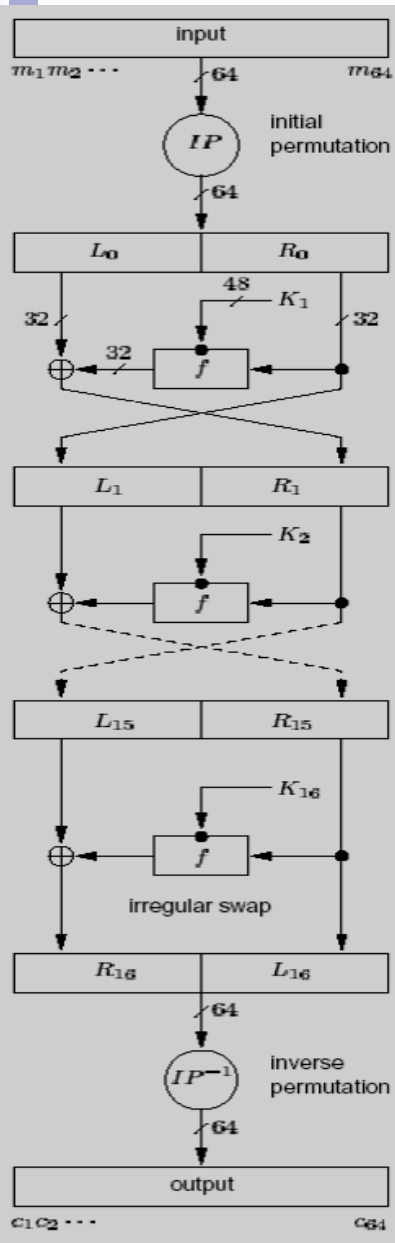 input
m₁m₂··· m₆₄
64
IP
initial
permutation
64
L₀ R₀
48
K₁
32 32
32
f
L₁ R₁
K₂
f
L₁₅ R₁₅
K₁₆
f
irregular swap
R₁₆ L₁₆
64
IP⁻¹
inverse
permutation
64
output
c₁c₂··· c₆₄